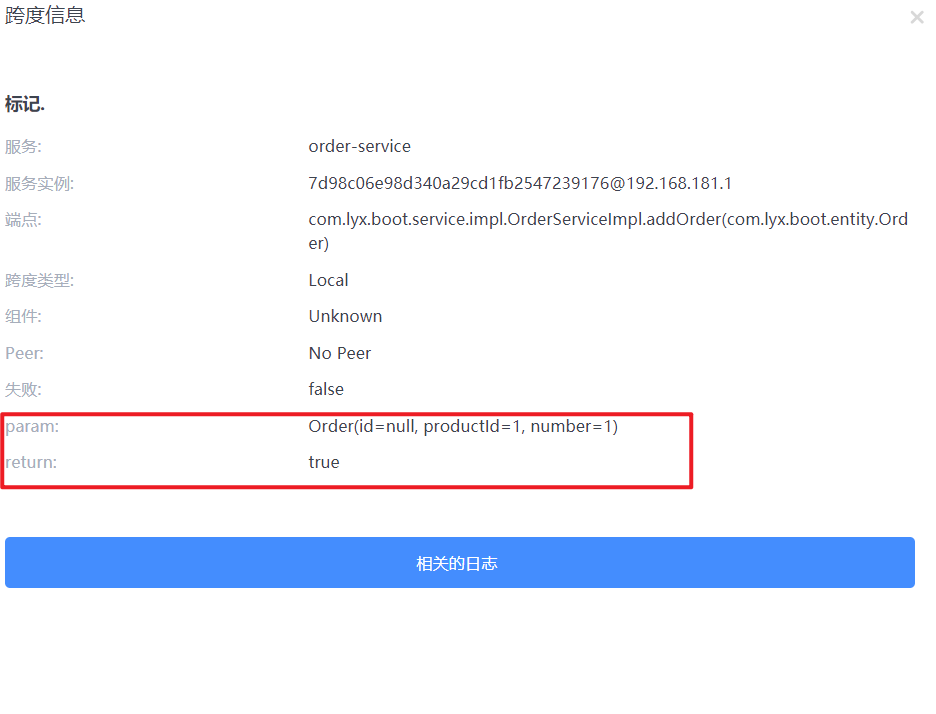 跨度信息
标记.
服务: order-service
服务实例: 7d98c06e98d340a29cd1fb2547239176@192.168.181.1
端点: com.lyx.boot.service.impl.OrderServiceImpl.addOrder(com.lyx.boot.entity.Ord
er)
跨度类型: Local
组件: Unknown
Peer: No Peer
失败: false
param: Order(id=null, productId=1, number=1)
return: true
相关的日志